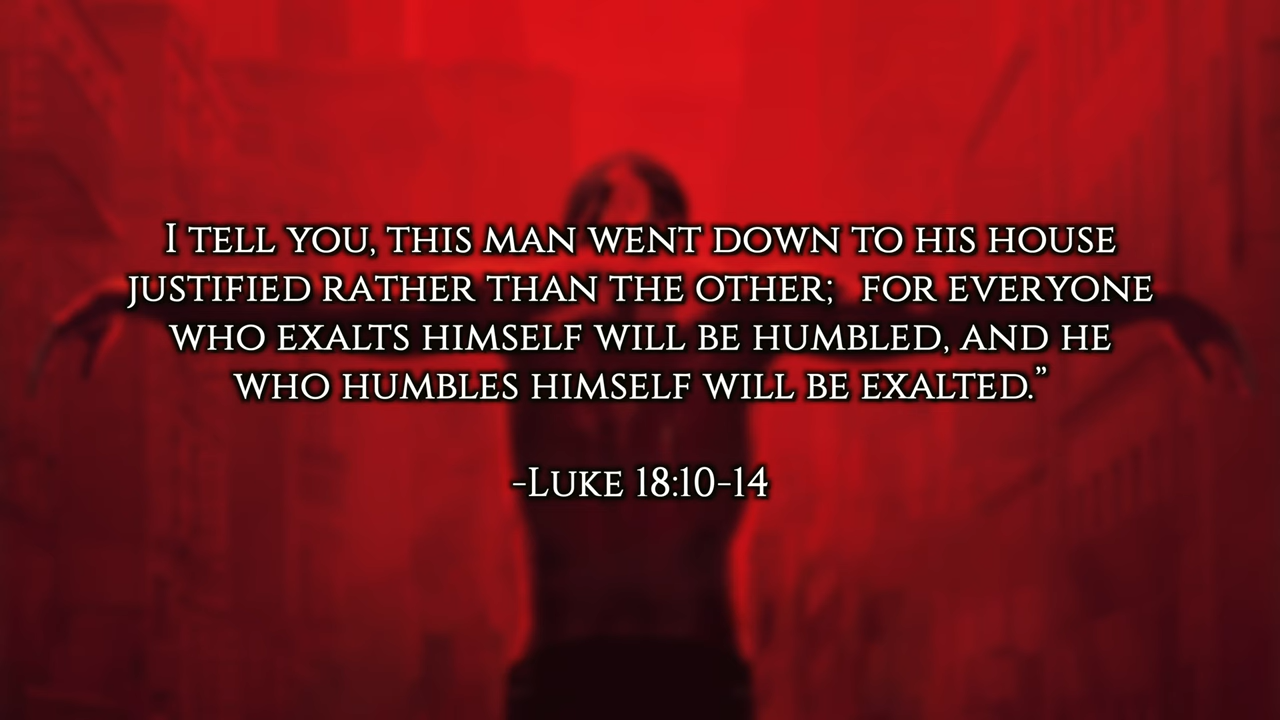 I tell you, this man went down to his house
justified rather than the other;  for everyone
who exalts himself will be humbled, and he
who humbles himself will be exalted.”
-Luke 18:10-14